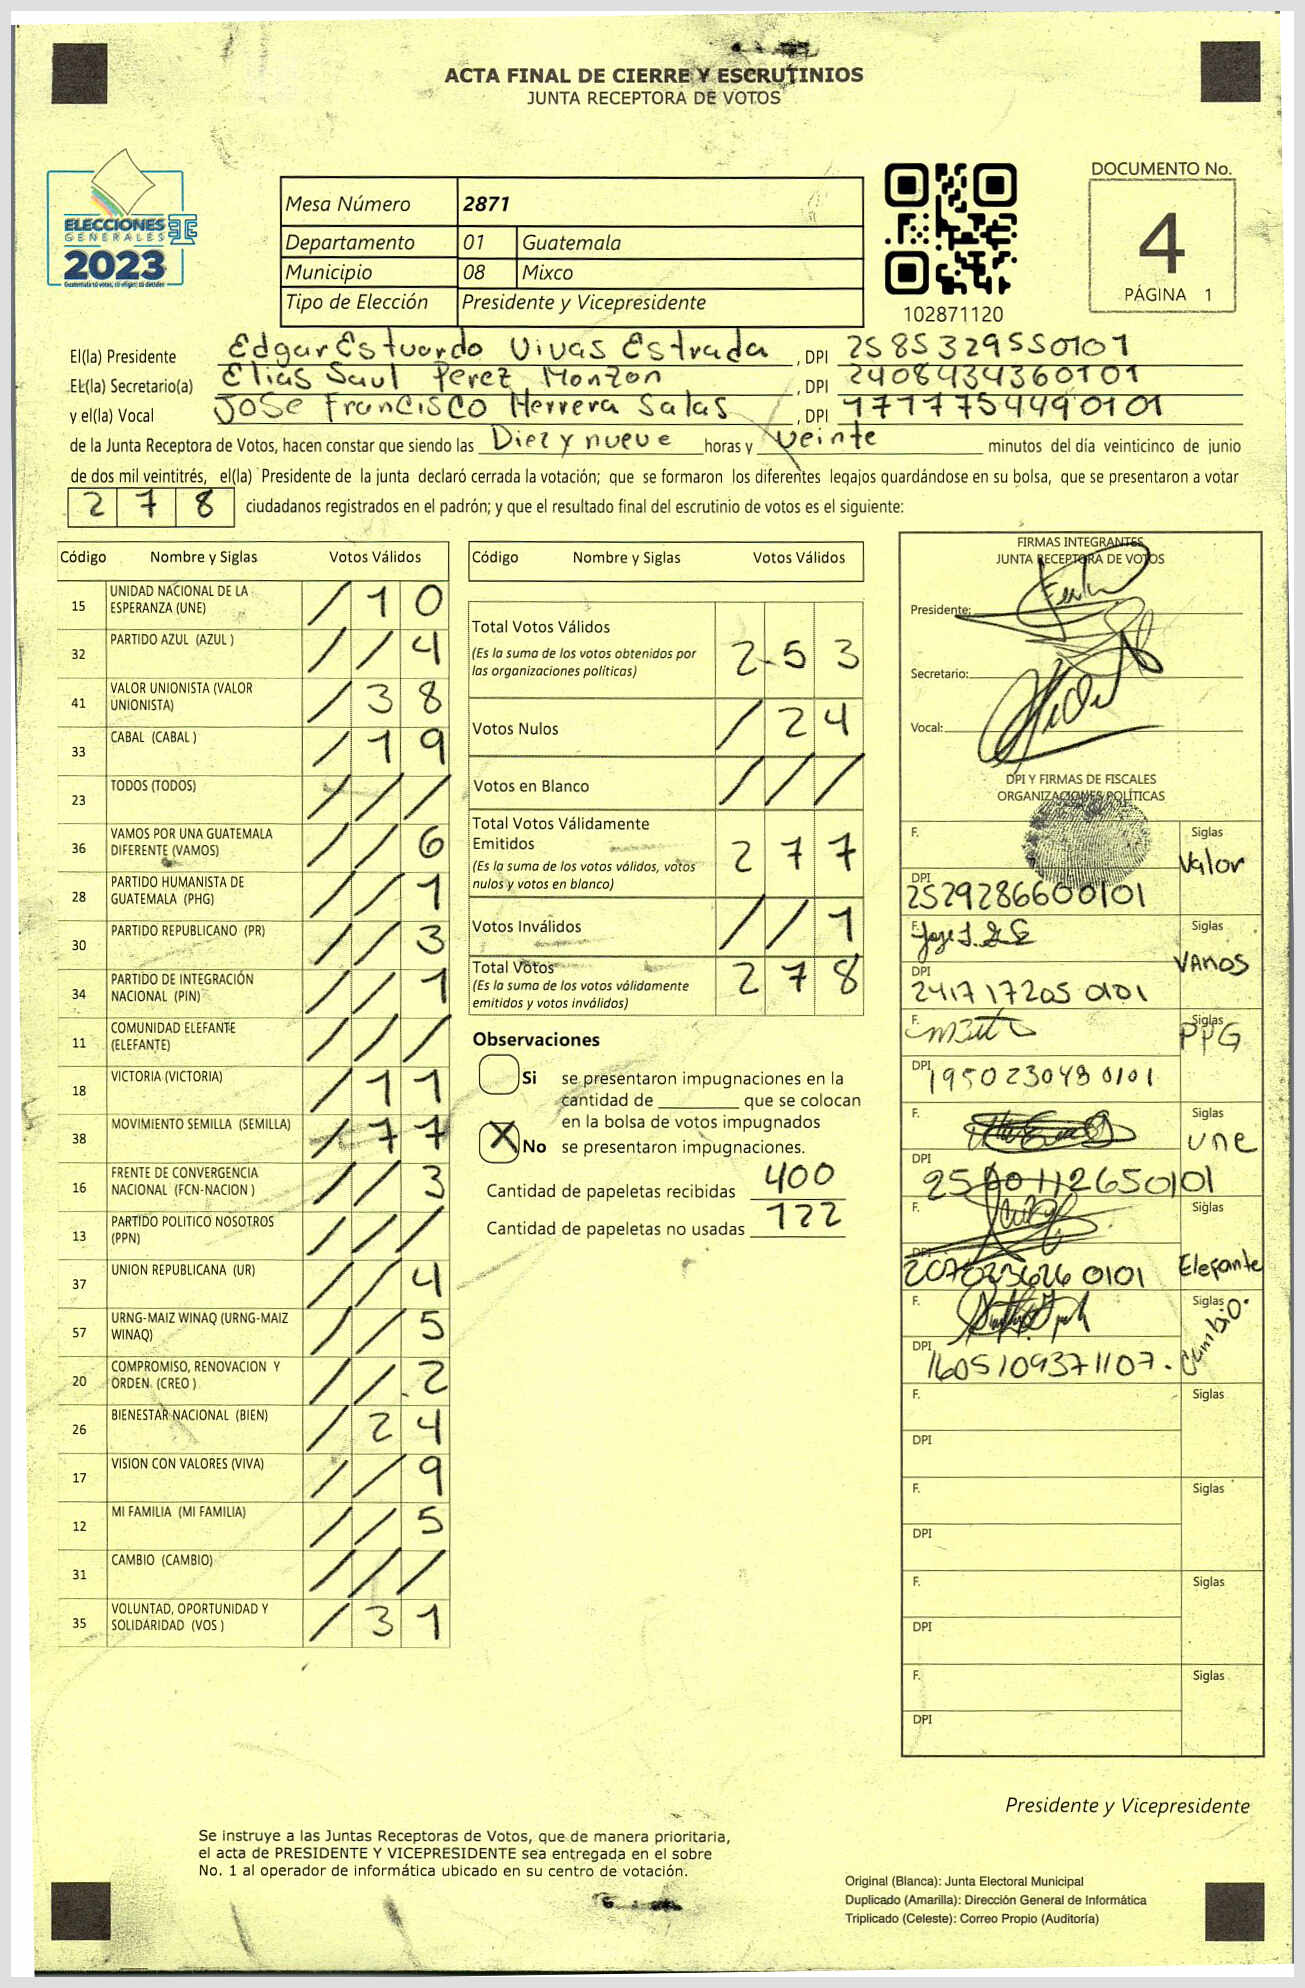 ACTA FINAL DE CIERRE Y ESCRUTINIOS
JUNTA RECEPTORA DE VOTOS
ELECCIONES
GENERALES
2023
Guatemala tú votas, tú eliges, tú decides
Mesa Número 2871
Departamento 01 Guatemala
Municipio 08 Mixco
Tipo de Elección Presidente y Vicepresidente
102871120
DOCUMENTO No.
4
PÁGINA 1
El(la) Presidente Edgar Estuardo Vivas Estrada , DPI 2585329550101
El(la) Secretario(a) Elias Saul Perez Monzon , DPI 2408434360101
y el(la) Vocal Jose Francisco Herrera Salas , DPI 1717754490101
de la Junta Receptora de Votos, hacen constar que siendo las Diez y nueve horas y veinte minutos del día veinticinco de junio
de dos mil veintitrés, el(la) Presidente de la junta declaró cerrada la votación; que se formaron los diferentes legajos guardándose en su bolsa, que se presentaron a votar
2 7 8 ciudadanos registrados en el padrón; y que el resultado final del escrutinio de votos es el siguiente:
Código Nombre y Siglas Votos Válidos
15 UNIDAD NACIONAL DE LA ESPERANZA (UNE) / 1 0
32 PARTIDO AZUL (AZUL ) / / 4
41 VALOR UNIONISTA (VALOR UNIONISTA) / 3 8
33 CABAL (CABAL ) / 1 9
23 TODOS (TODOS) / / /
36 VAMOS POR UNA GUATEMALA DIFERENTE (VAMOS) / / 6
28 PARTIDO HUMANISTA DE GUATEMALA (PHG) / / 1
30 PARTIDO REPUBLICANO (PR) / / 3
34 PARTIDO DE INTEGRACIÓN NACIONAL (PIN) / / 1
11 COMUNIDAD ELEFANTE (ELEFANTE) / / /
18 VICTORIA (VICTORIA) / 1 1
38 MOVIMIENTO SEMILLA (SEMILLA) / 7 7
16 FRENTE DE CONVERGENCIA NACIONAL (FCN-NACION ) / / 3
13 PARTIDO POLITICO NOSOTROS (PPN) / / /
37 UNION REPUBLICANA (UR) / / 4
57 URNG-MAIZ WINAQ (URNG-MAIZ WINAQ) / / 5
20 COMPROMISO, RENOVACION Y ORDEN (CREO ) / / 2
26 BIENESTAR NACIONAL (BIEN) / 2 4
17 VISION CON VALORES (VIVA) / / 9
12 MI FAMILIA (MI FAMILIA) / / 5
31 CAMBIO (CAMBIO) / / /
35 VOLUNTAD, OPORTUNIDAD Y SOLIDARIDAD (VOS ) / 3 1
Código Nombre y Siglas Votos Válidos
Total Votos Válidos 2 5 3
(Es la suma de los votos obtenidos por
las organizaciones políticas)
Votos Nulos / 2 4
Votos en Blanco / / /
Total Votos Válidamente
Emitidos 2 7 7
(Es la suma de los votos válidos, votos
nulos y votos en blanco)
Votos Inválidos / / 1
Total Votos 2 7 8
(Es la suma de los votos válidamente
emitidos y votos inválidos)
Observaciones
Si se presentaron impugnaciones en la
cantidad de ________ que se colocan
en la bolsa de votos impugnados
X No se presentaron impugnaciones.
Cantidad de papeletas recibidas 400
Cantidad de papeletas no usadas 122
FIRMAS INTEGRANTES
JUNTA RECEPTORA DE VOTOS
Presidente:
Secretario:
Vocal:
DPI Y FIRMAS DE FISCALES
ORGANIZACIONES POLÍTICAS
F. Siglas Valor
DPI 2529286600101
F. Siglas VAMOS
DPI 2417172050101
F. Siglas PPG
DPI 1950230480101
F. Siglas une
DPI
F. Siglas Elefante
DPI
F. Siglas Cambio.
DPI 1605109371107.
F. Siglas
DPI
F. Siglas
DPI
F. Siglas
DPI
F. Siglas
DPI
Presidente y Vicepresidente
Se instruye a las Juntas Receptoras de Votos, que de manera prioritaria,
el acta de PRESIDENTE Y VICEPRESIDENTE sea entregada en el sobre
No. 1 al operador de informática ubicado en su centro de votación.
Original (Blanca): Junta Electoral Municipal
Duplicado (Amarilla): Dirección General de Informática
Triplicado (Celeste): Correo Propio (Auditoría)